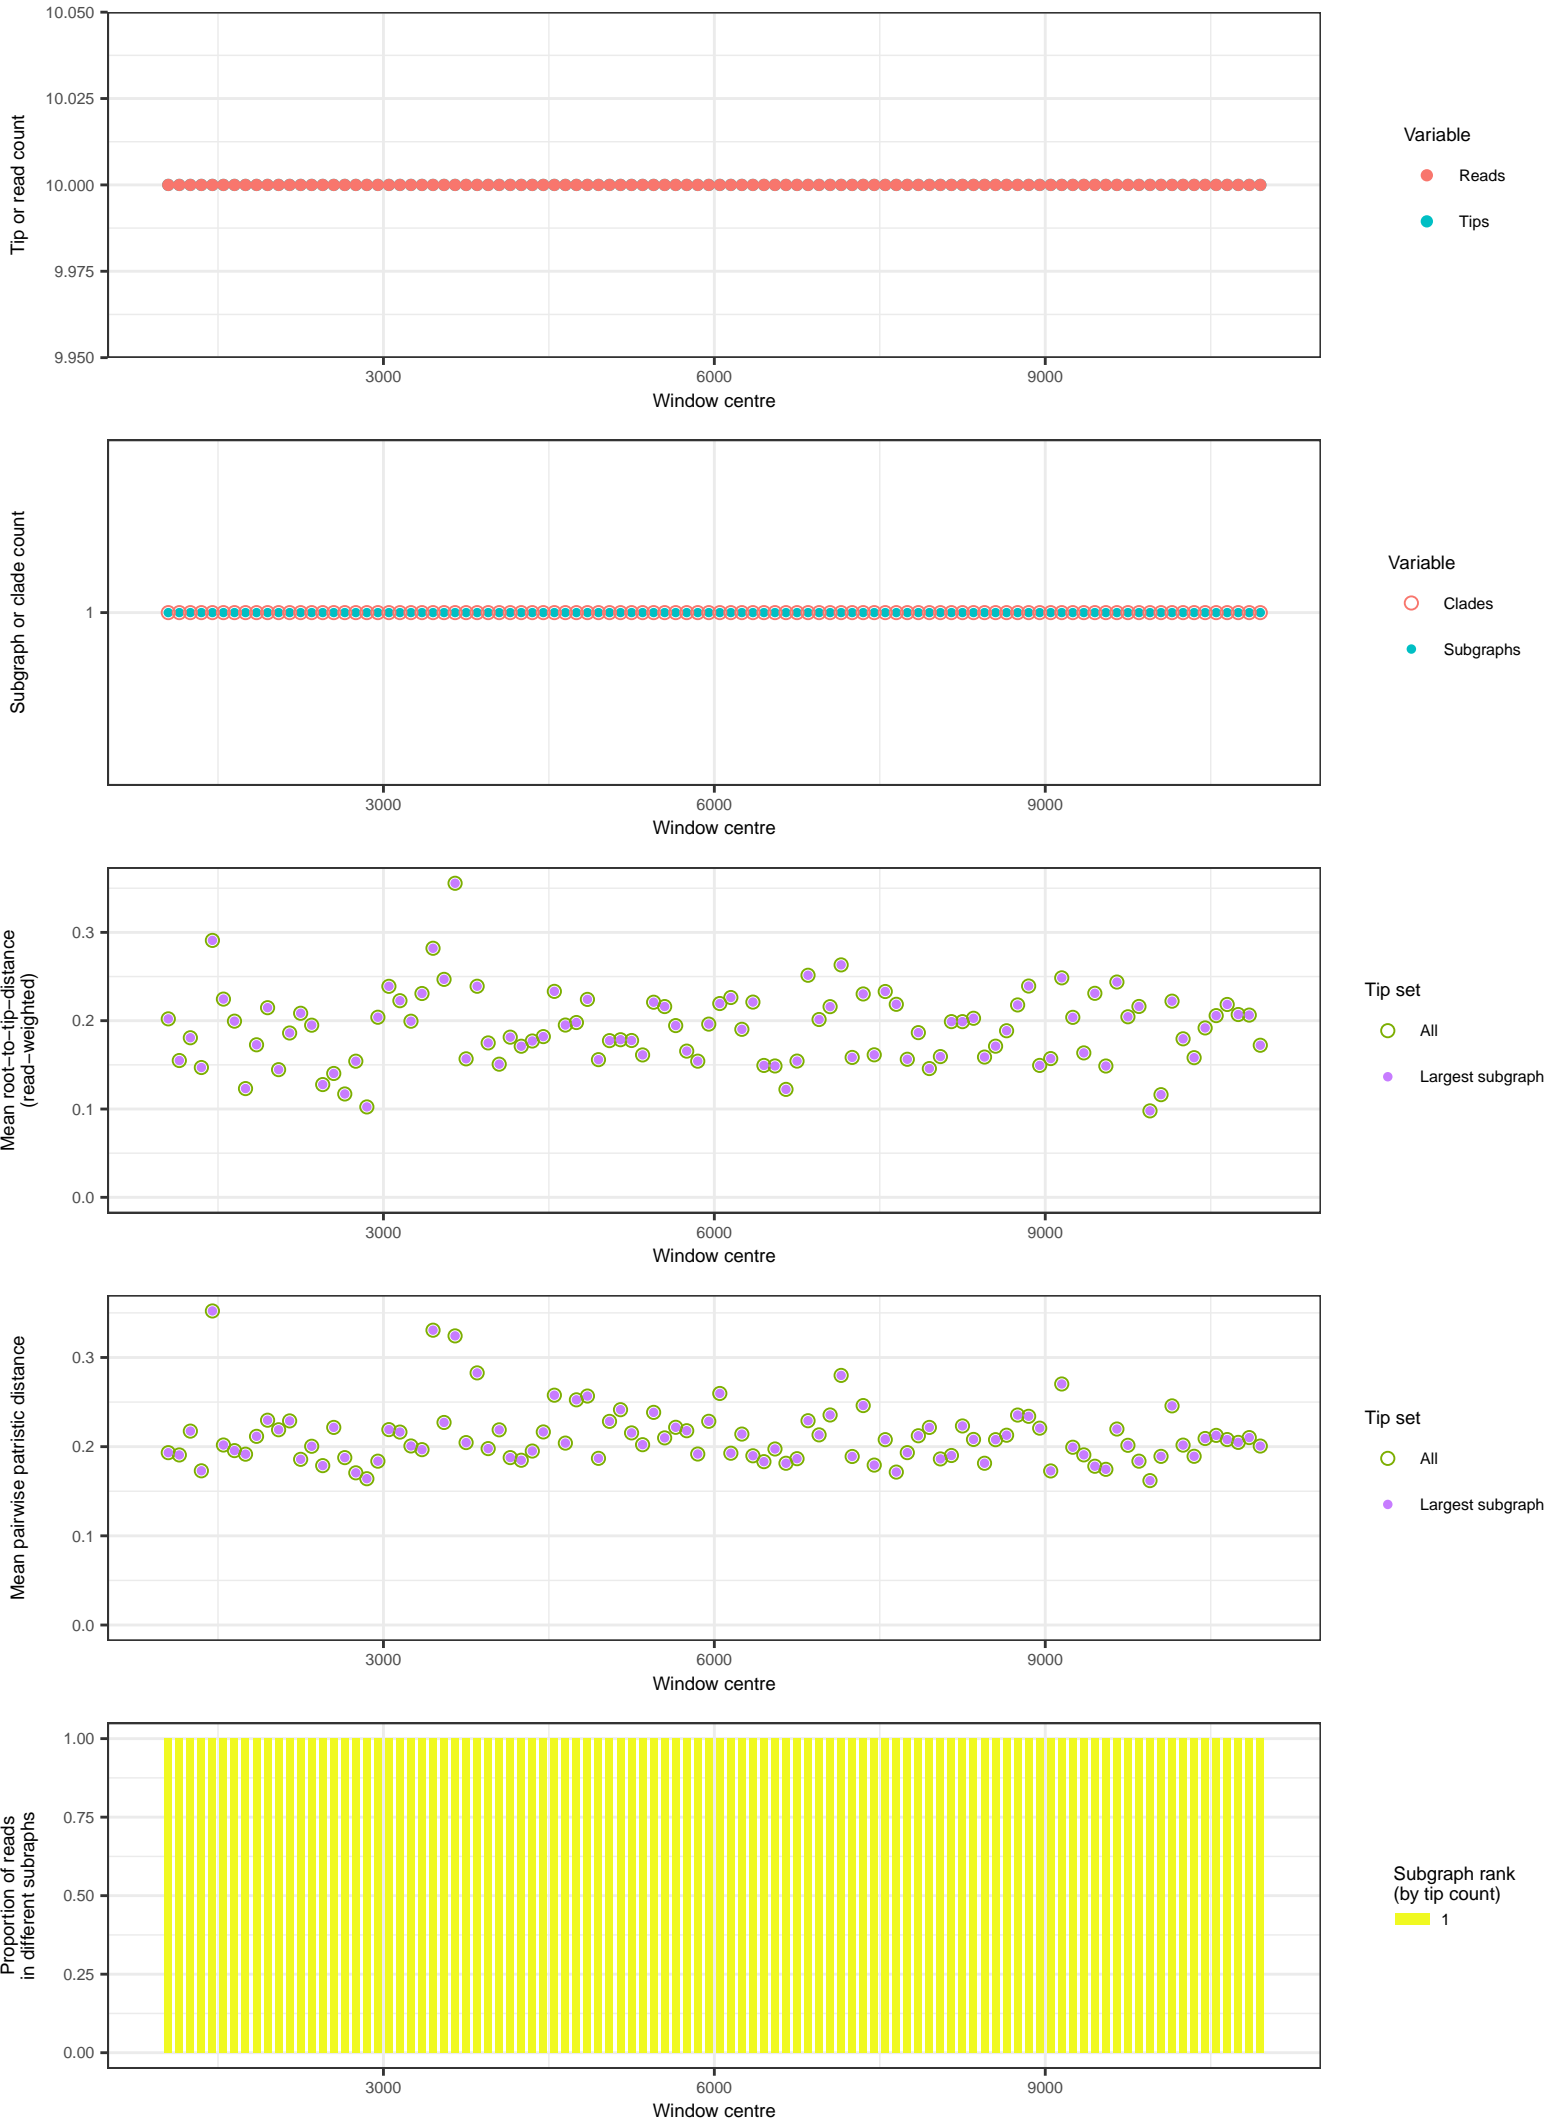 10.050
10.025
10.000
9.975
9.950
Tip or read count
3000 6000 9000
Window centre
Variable
Reads
Tips
1
Subgraph or clade count
3000 6000 9000
Window centre
Variable
Clades
Subgraphs
0.3
0.2
0.1
0.0
Mean root−to−tip−distance
(read−weighted)
3000 6000 9000
Window centre
Tip set
All
Largest subgraph
0.3
0.2
0.1
0.0
Mean pairwise patristic distance
3000 6000 9000
Window centre
Tip set
All
Largest subgraph
1.00
0.75
0.50
0.25
0.00
Proportion of reads
in different subraphs
3000 6000 9000
Window centre
Subgraph rank
(by tip count)
1